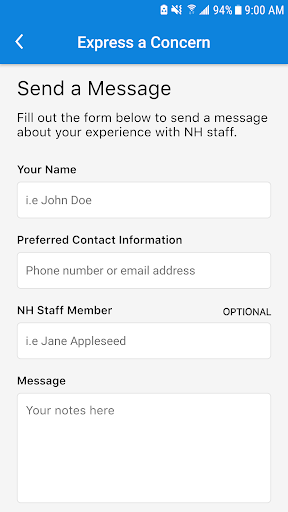 94% 9:00 AM
Express a Concern
Send a Message
Fill out the form below to send a message
about your experience with NH staff.
Your Name
i.e John Doe
Preferred Contact Information
Phone number or email address
NH Staff Member OPTIONAL
i.e Jane Appleseed
Message
Your notes here